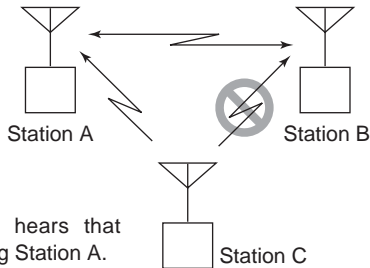 Station A
Station B
hears that
g Station A.
Station C